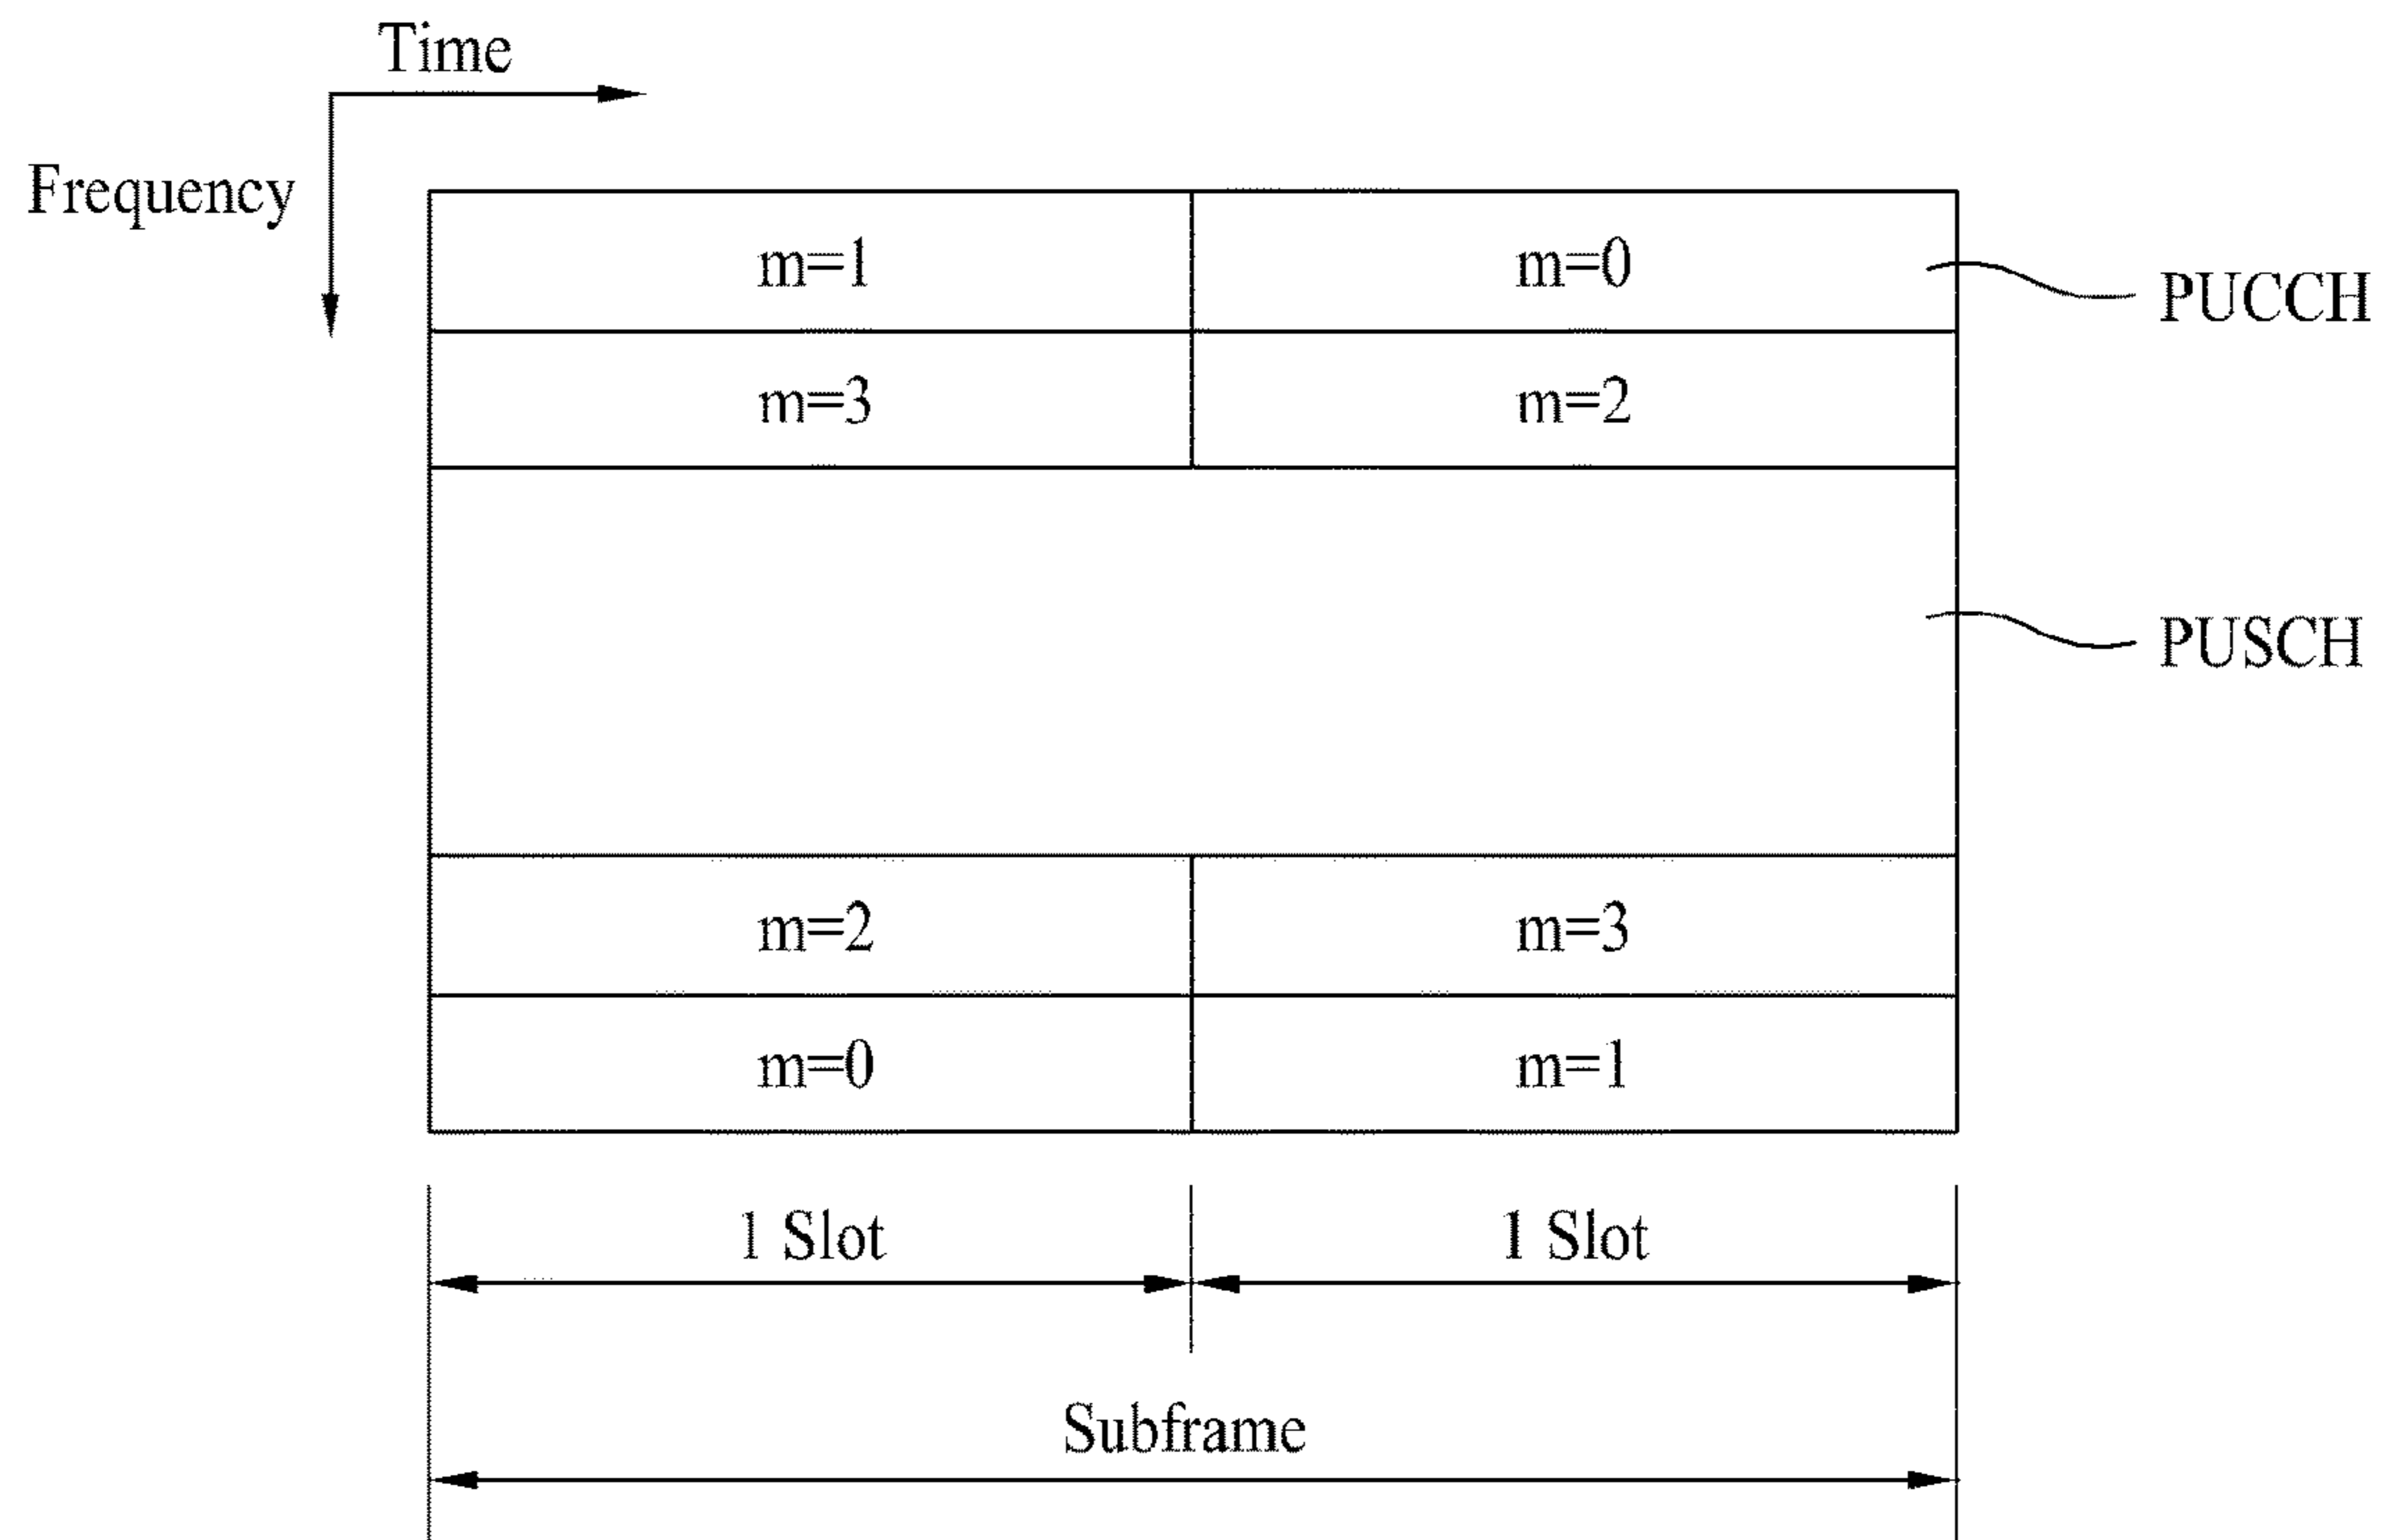 Time
Frequency
m=1 m=0
PUCCH
m=3 m=2
PUSCH
m=2 m=3
m=0 m=1
1 Slot 1 Slot
Subframe